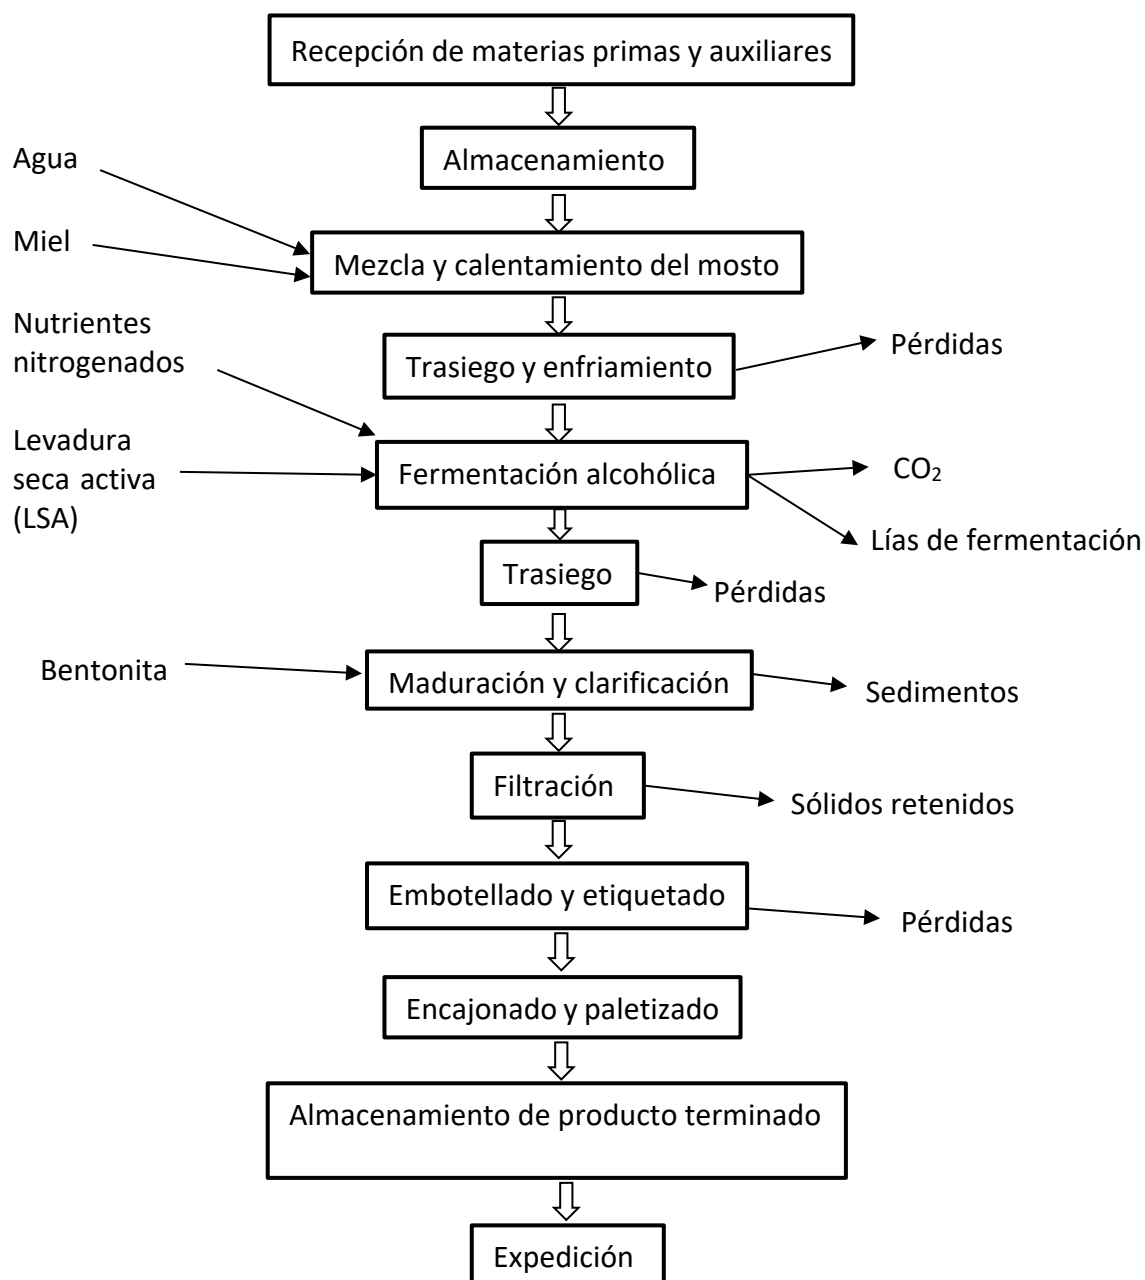 Recepción de materias primas y auxiliares
Agua
Almacenamiento
Miel
Mezcla y calentamiento del mosto
Nutrientes
nitrogenados
Trasiego y enfriamiento
Pérdidas
Levadura
seca activa
(LSA)
Fermentación alcohólica
CO₂
Lías de fermentación
Trasiego
Pérdidas
Bentonita
Maduración y clarificación
Sedimentos
Filtración
Sólidos retenidos
Embotellado y etiquetado
Pérdidas
Encajonado y paletizado
Almacenamiento de producto terminado
Expedición